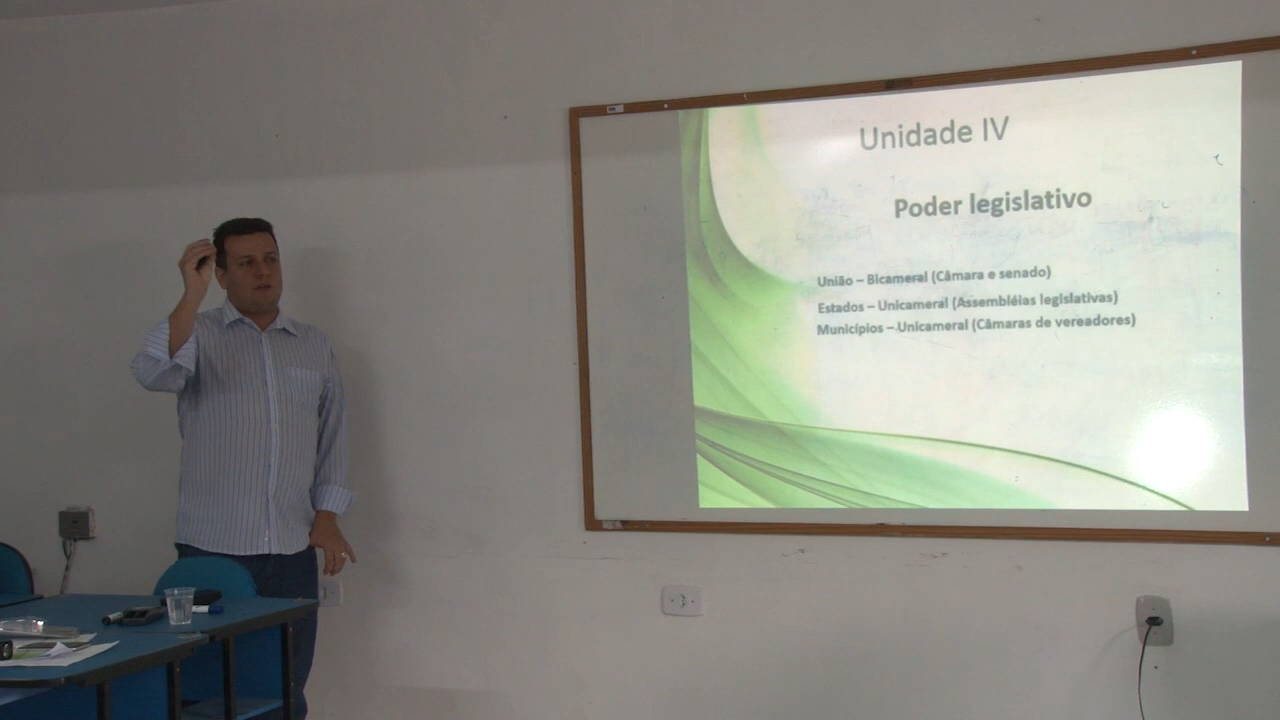 Unidade IV
Poder legislativo
União – Bicameral (Câmara e senado)
Estados – Unicameral (Assembléias legislativas)
Municípios – Unicameral (Câmaras de vereadores)